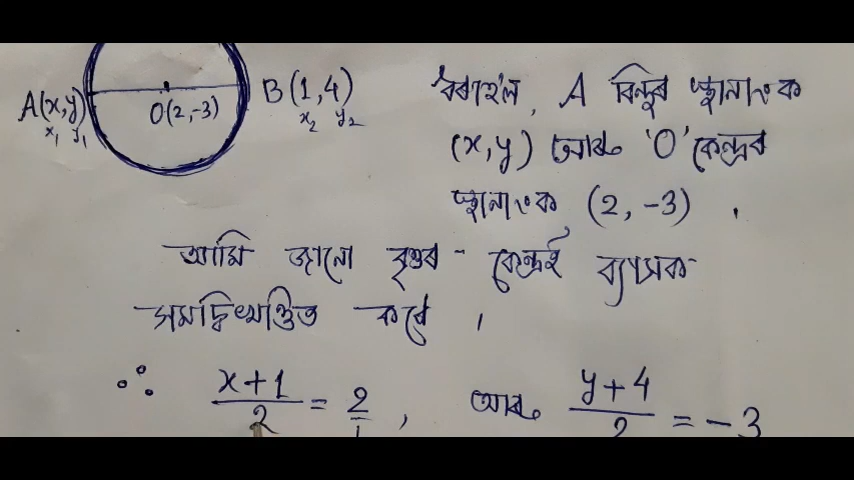 A(x,y) O(2,-3) B(1,4)
x₁ y₁ x₂ y₂
ধৰাহ'ল, A বিন্দুৰ স্থানাংক
(x,y) আৰু 'O' কেন্দ্ৰৰ
স্থানাংক (2,-3) .
আমি জানো বৃত্তৰ কেন্দ্ৰই ব্যাসক
সমদ্বিখণ্ডিত কৰে ।
∴ (x+1)/2 = 2/1, আৰু (y+4)/2 = -3